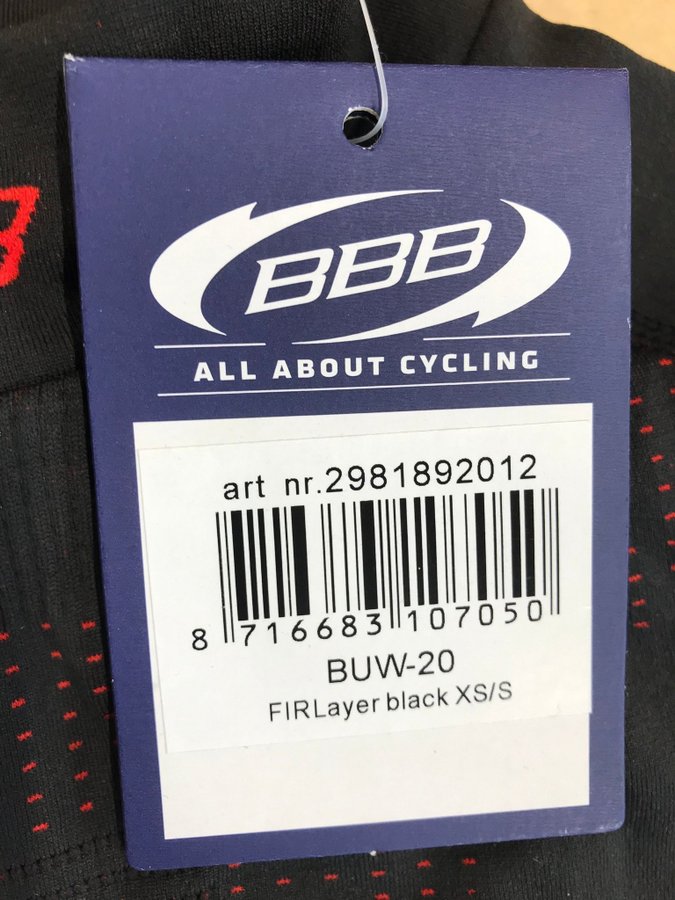 BBB
ALL ABOUT CYCLING
art nr.2981892012
8 716683 107050
BUW-20
FIRLayer black XS/S